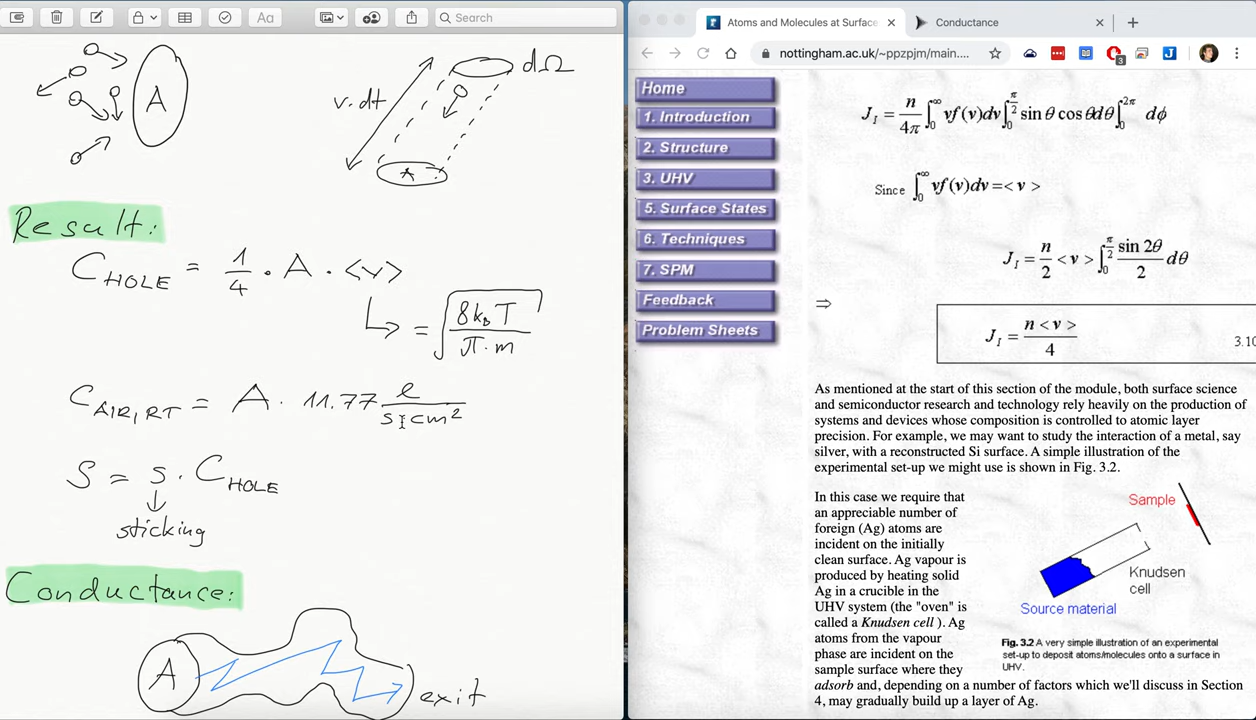 Aa
Search
A
v·dt
dΩ
A
Result:
C_HOLE = 1/4 · A · <v>
↳ = √(8k_B T / π·m)
C_AIR,RT = A · 11.77 ℓ/(s·cm²)
S = s · C_HOLE
↓
sticking
Conductance:
A
exit
Atoms and Molecules at Surface
Conductance
nottingham.ac.uk/~ppzpjm/main....
3
Home
1. Introduction
2. Structure
3. UHV
5. Surface States
6. Techniques
7. SPM
Feedback
Problem Sheets
J_I = n/4π ∫_0^∞ vf(v)dv ∫_0^{π/2} sin θ cos θdθ ∫_0^{2π} dϕ
Since ∫_0^∞ vf(v)dv =< v >
J_I = n/2 < v > ∫_0^{π/2} sin 2θ/2 dθ
⇒
J_I = n < v >/4
3.10
As mentioned at the start of this section of the module, both surface science
and semiconductor research and technology rely heavily on the production of
systems and devices whose composition is controlled to atomic layer
precision. For example, we may want to study the interaction of a metal, say
silver, with a reconstructed Si surface. A simple illustration of the
experimental set-up we might use is shown in Fig. 3.2.
In this case we require that
an appreciable number of
foreign (Ag) atoms are
incident on the initially
clean surface. Ag vapour is
produced by heating solid
Ag in a crucible in the
UHV system (the "oven" is
called a Knudsen cell ). Ag
atoms from the vapour
phase are incident on the
sample surface where they
adsorb and, depending on a number of factors which we'll discuss in Section
4, may gradually build up a layer of Ag.
Sample
Knudsen
cell
Source material
Fig. 3.2 A very simple illustration of an experimental
set-up to deposit atoms/molecules onto a surface in
UHV.